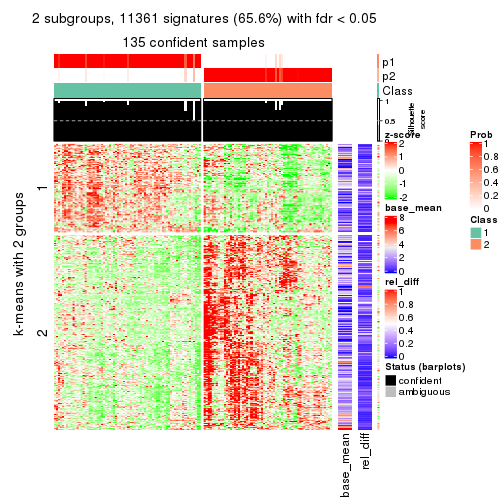 2 subgroups, 11361 signatures (65.6%) with fdr < 0.05
135 confident samples
p1
p2
Class
1
0.5
0
Silhouette
score
k-means with 2 groups
1
2
z-score
2
1
0
-1
-2
base_mean
8
6
4
2
0
rel_diff
1
0.8
0.6
0.4
0.2
0
Status (barplots)
confident
ambiguous
Prob
1
0.8
0.6
0.4
0.2
0
Class
1
2
base_mean
rel_diff